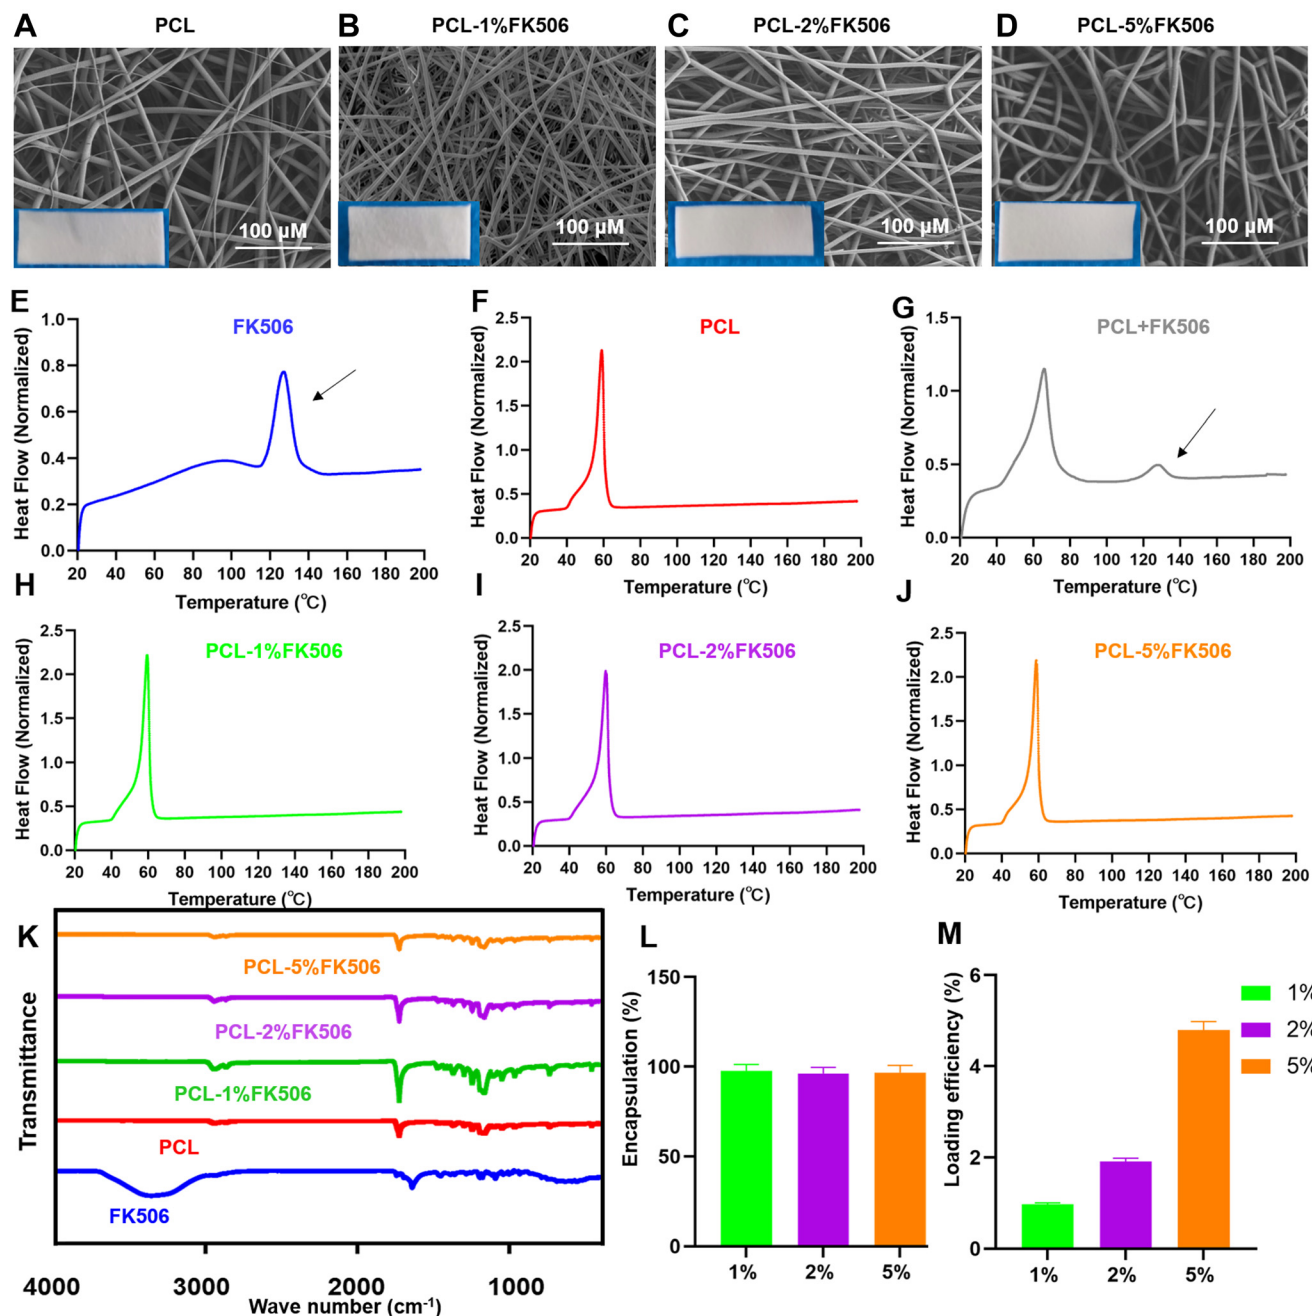 A PCL B PCL-1%FK506 C PCL-2%FK506 D PCL-5%FK506
100 μM 100 μM 100 μM 100 μM
E
FK506
Heat Flow (Normalized)
1.0
0.8
0.6
0.4
0.2
0.0
20 40 60 80 100 120 140 160 180 200
Temperature (℃)
F
PCL
Heat Flow (Normalized)
2.5
2.0
1.5
1.0
0.5
0.0
20 40 60 80 100 120 140 160 180 200
Temperature (℃)
G
PCL+FK506
Heat Flow (Normalized)
1.5
1.0
0.5
0.0
20 40 60 80 100 120 140 160 180 200
Temperature (℃)
H
PCL-1%FK506
Heat Flow (Normalized)
2.5
2.0
1.5
1.0
0.5
0.0
20 40 60 80 100 120 140 160 180 200
Temperature (℃)
I
PCL-2%FK506
Heat Flow (Normalized)
2.5
2.0
1.5
1.0
0.5
0.0
20 40 60 80 100 120 140 160 180 200
Temperature (℃)
J
PCL-5%FK506
Heat Flow (Normalized)
2.5
2.0
1.5
1.0
0.5
0.0
20 40 60 80 100 120 140 160 180 200
Temperature (℃)
K
Transmittance
PCL-5%FK506
PCL-2%FK506
PCL-1%FK506
PCL
FK506
4000 3000 2000 1000
Wave number (cm⁻¹)
L
Encapsulation (%)
150
100
50
0
1% 2% 5%
M
Loading efficiency (%)
6
4
2
0
1% 2% 5%
1%
2%
5%